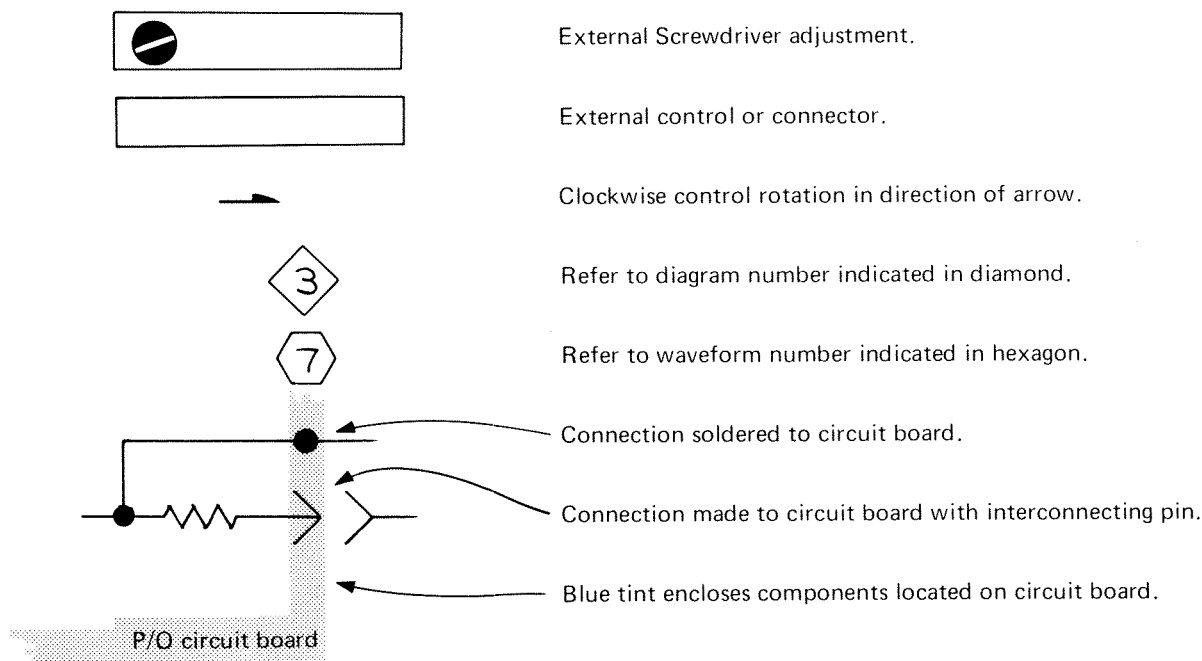 External Screwdriver adjustment.
External control or connector.
Clockwise control rotation in direction of arrow.
3
Refer to diagram number indicated in diamond.
7
Refer to waveform number indicated in hexagon.
Connection soldered to circuit board.
Connection made to circuit board with interconnecting pin.
Blue tint encloses components located on circuit board.
P/O circuit board